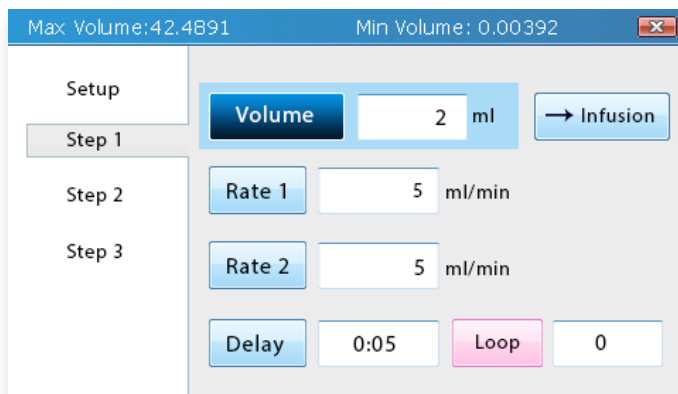 Max Volume:42.4891 Min Volume: 0.00392
Setup
Step 1
Step 2
Step 3
Volume 2 ml → Infusion
Rate 1 5 ml/min
Rate 2 5 ml/min
Delay 0:05 Loop 0